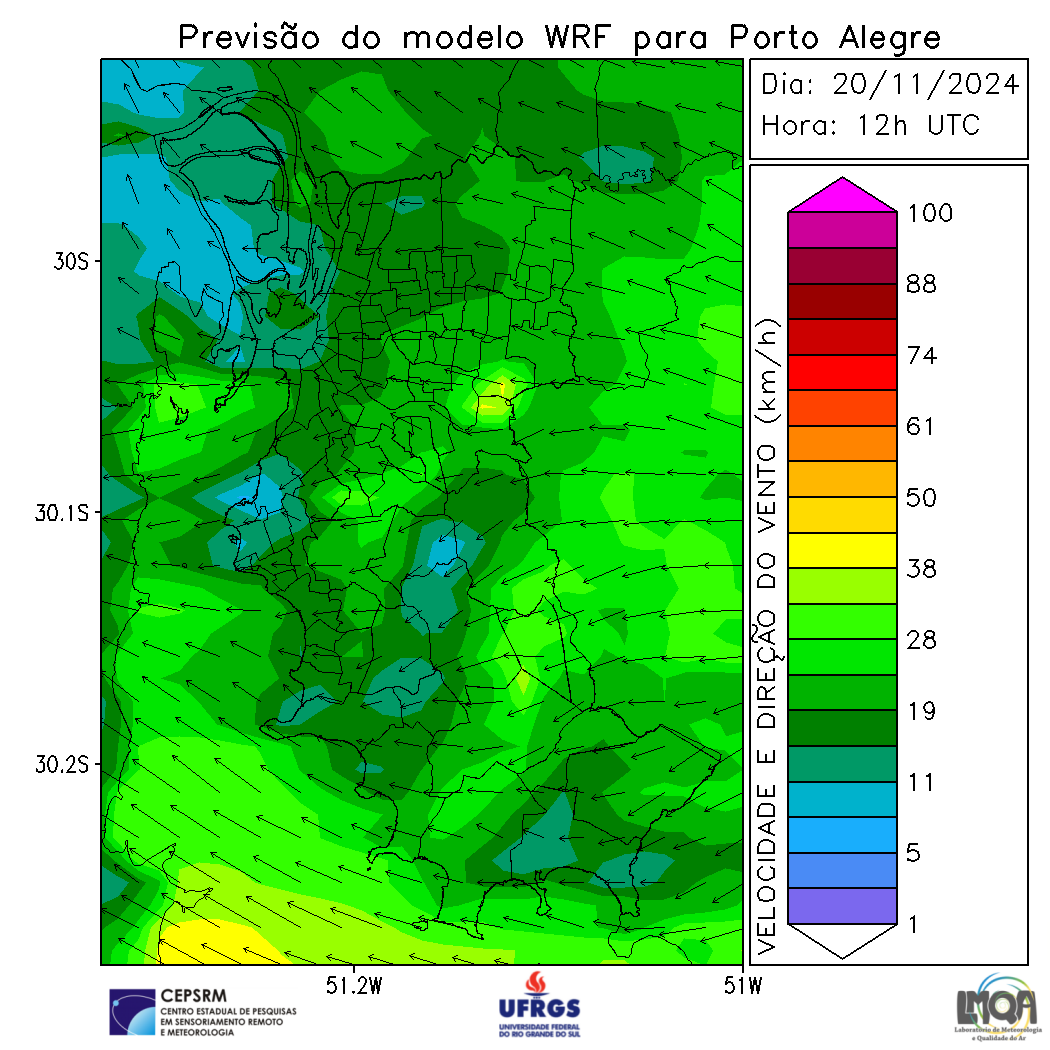 Previsão do modelo WRF para Porto Alegre
Dia: 20/11/2024
Hora: 12h UTC
30S
30.1S
30.2S
51.2W
51W
VELOCIDADE E DIREÇÃO DO VENTO (km/h)
100
88
74
61
50
38
28
19
11
5
1
CEPSRM
CENTRO ESTADUAL DE PESQUISAS
EM SENSORIAMENTO REMOTO
E METEOROLOGIA
UFRGS
UNIVERSIDADE FEDERAL
DO RIO GRANDE DO SUL
LMQA
Laboratório de Meteorologia
e Qualidade do Ar